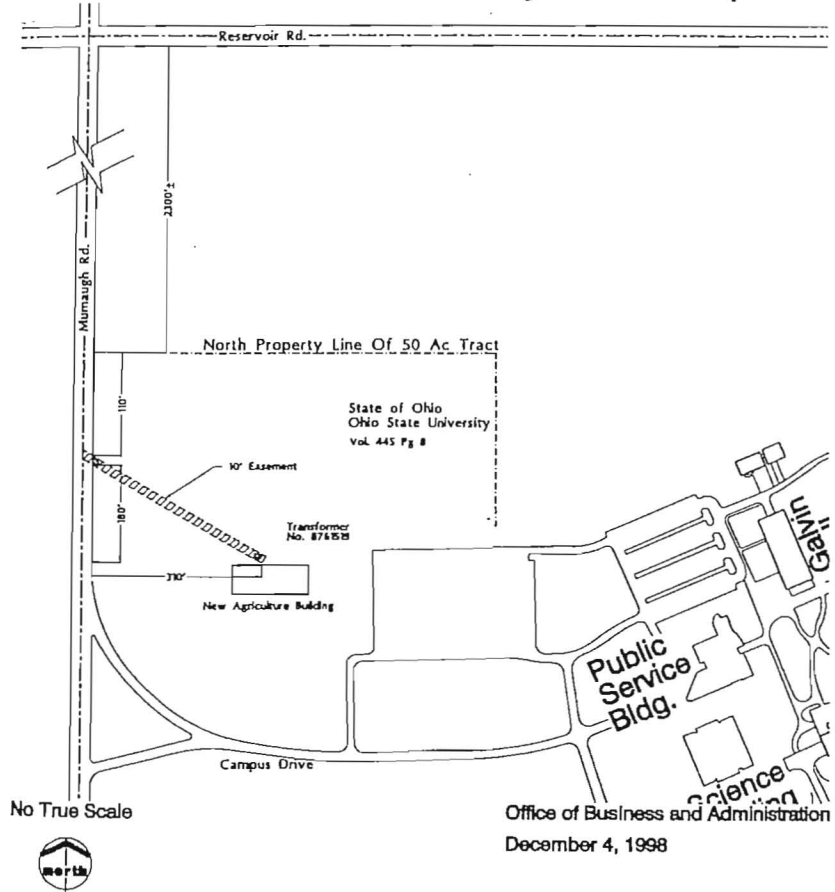 Reservoir Rd.
2300'±
Mumaugh Rd.
North Property Line Of 50 Ac Tract
110'
State of Ohio
Ohio State University
Vol. 445 Pg 8
10' Easement
180'
Transformer
310'
New Agriculture Building
Galvin
Public
Service
Bldg.
Campus Drive
Science
No True Scale
Office of Business and Administration
December 4, 1998
north